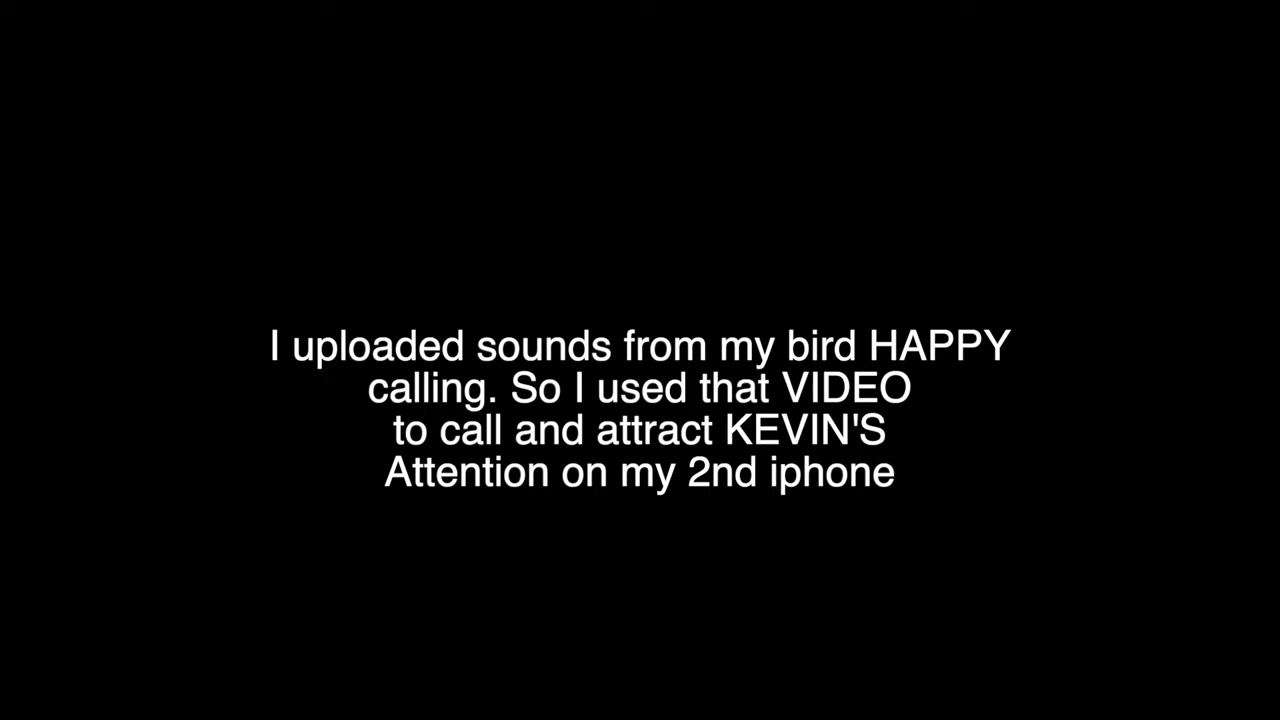 I uploaded sounds from my bird HAPPY
calling. So I used that VIDEO
to call and attract KEVIN'S
Attention on my 2nd iphone